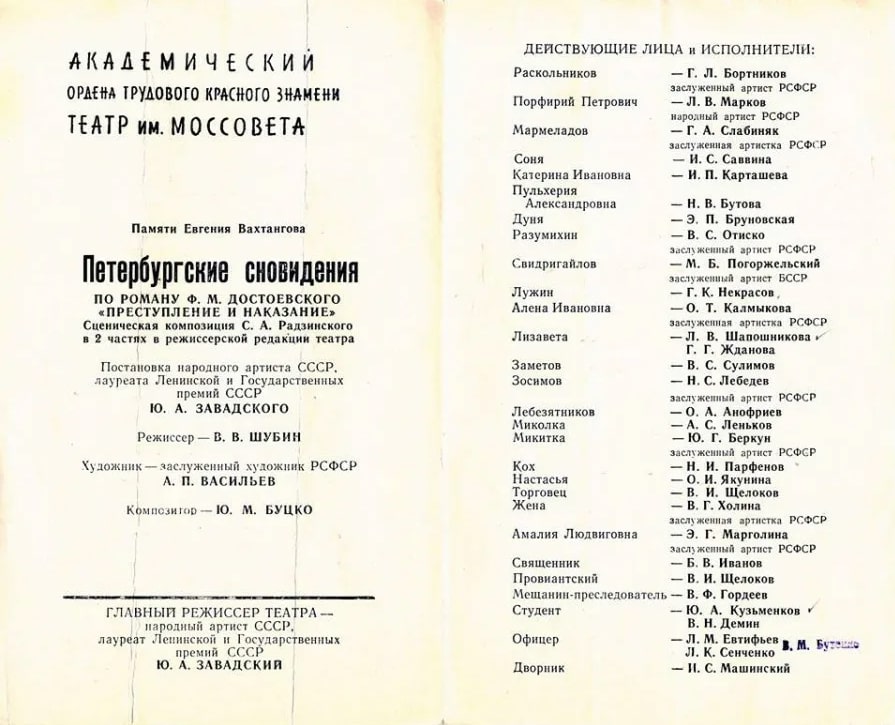 АКАДЕМИЧЕСКИЙ
ОРДЕНА ТРУДОВОГО КРАСНОГО ЗНАМЕНИ
ТЕАТР им. МОССОВЕТА
Памяти Евгения Вахтангова
Петербургские сновидения
ПО РОМАНУ Ф. М. ДОСТОЕВСКОГО
«ПРЕСТУПЛЕНИЕ И НАКАЗАНИЕ»
Сценическая композиция С. А. Радзинского
в 2 частях в режиссерской редакции театра
Постановка народного артиста СССР,
лауреата Ленинской и Государственных
премий СССР
Ю. А. ЗАВАДСКОГО
Режиссер — В. В. ШУБИН
Художник — заслуженный художник РСФСР
А. П. ВАСИЛЬЕВ
Композитор — Ю. М. БУЦКО
ГЛАВНЫЙ РЕЖИССЕР ТЕАТРА —
народный артист СССР,
лауреат Ленинской и Государственных
премий СССР
Ю. А. ЗАВАДСКИЙ
ДЕЙСТВУЮЩИЕ ЛИЦА и ИСПОЛНИТЕЛИ:
Раскольников — Г. Л. Бортников
заслуженный артист РСФСР
Порфирий Петрович — Л. В. Марков
народный артист РСФСР
Мармеладов — Г. А. Слабиняк
заслуженная артистка РСФСР
Соня — И. С. Саввина
Катерина Ивановна — И. П. Карташева
Пульхерия
Александровна — Н. В. Бутова
Дуня — Э. П. Бруновская
Разумихин — В. С. Отиско
заслуженный артист РСФСР
Свидригайлов — М. Б. Погоржельский
заслуженный артист БССР
Лужин — Г. К. Некрасов
Алена Ивановна — О. Т. Калмыкова
заслуженная артистка РСФСР
Лизавета — Л. В. Шапошникова
Г. Г. Жданова
Заметов — В. С. Сулимов
Зосимов — Н. С. Лебедев
заслуженный артист РСФСР
Лебезятников — О. А. Анофриев
Миколка — А. С. Леньков
Микитка — Ю. Г. Беркун
заслуженный артист РСФСР
Кох — Н. И. Парфенов
Настасья — О. И. Якунина
Торговец — В. И. Щелоков
Жена — В. Г. Холина
заслуженная артистка РСФСР
Амалия Людвиговна — Э. Г. Марголина
заслуженный артист РСФСР
Священник — Б. В. Иванов
Провиантский — В. И. Щелоков
Мещанин-преследователь — В. Ф. Гордеев
Студент — Ю. А. Кузьменков
В. Н. Демин
Офицер — Л. М. Евтифьев
Л. К. Сенченко В. М. Бутенко
Дворник — И. С. Машинский